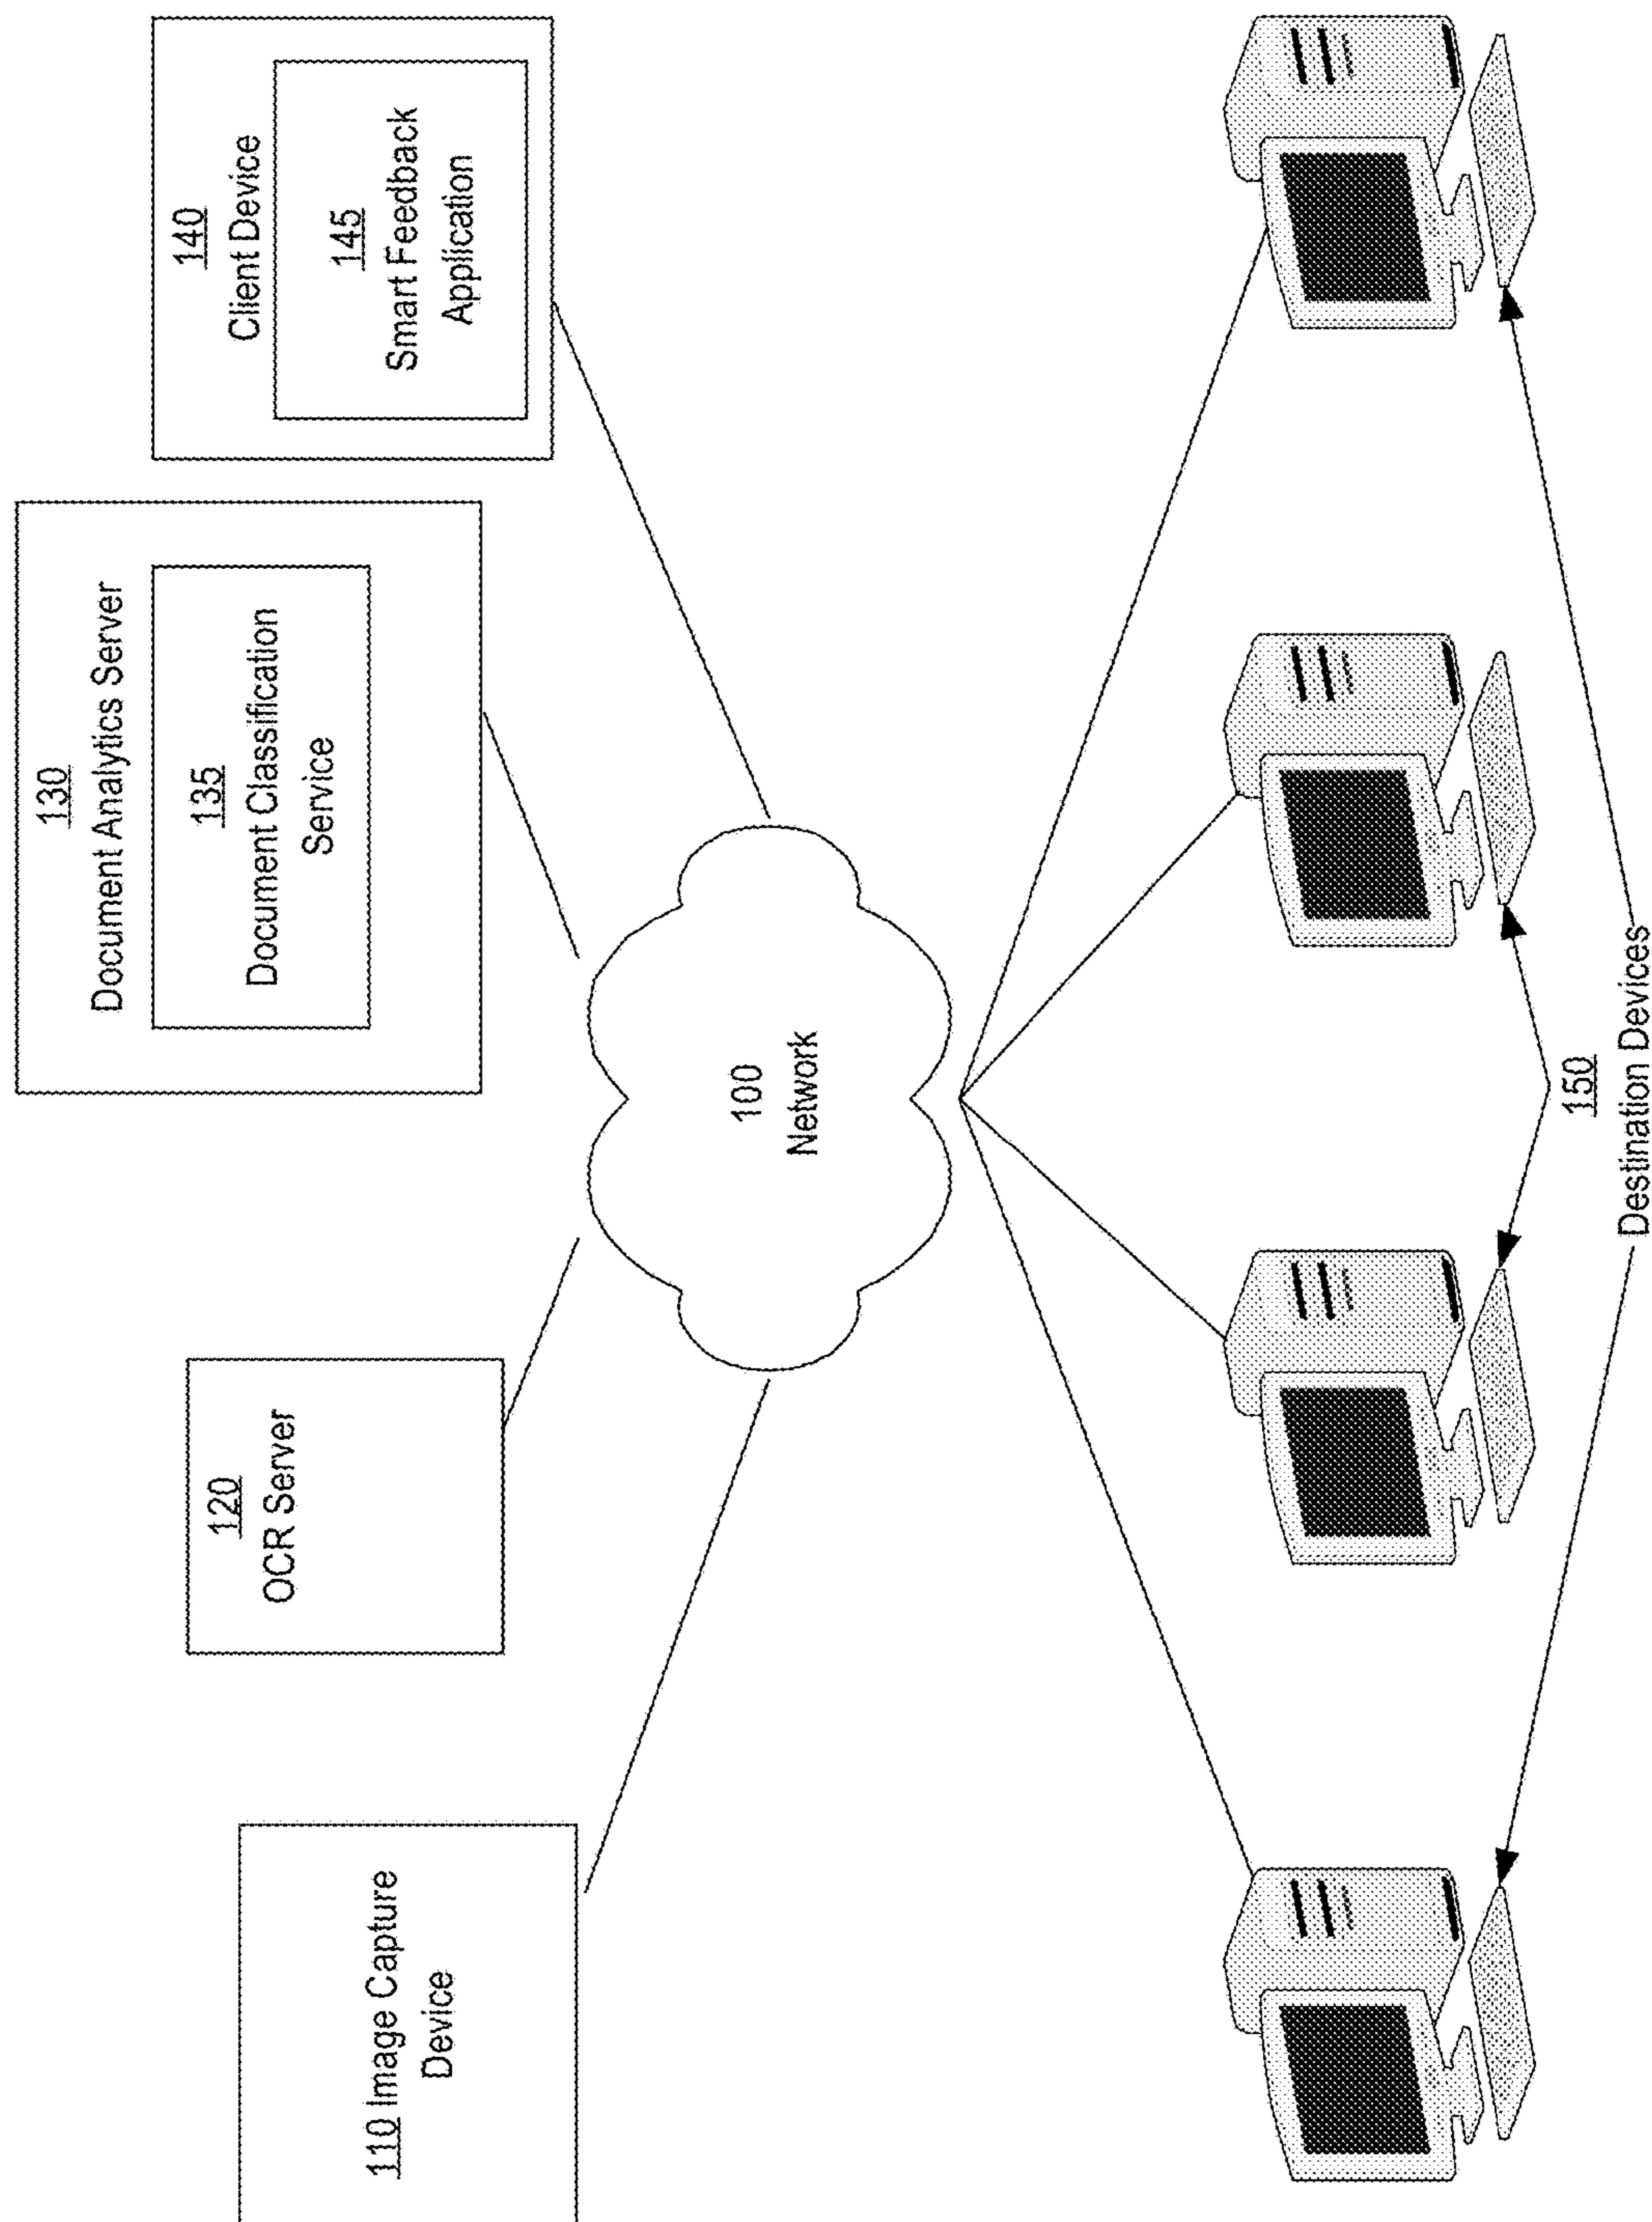 110 Image Capture
Device
120
OCR Server
130
Document Analytics Server
135
Document Classification
Service
140
Client Device
145
Smart Feedback
Application
100
Network
150
Destination Devices